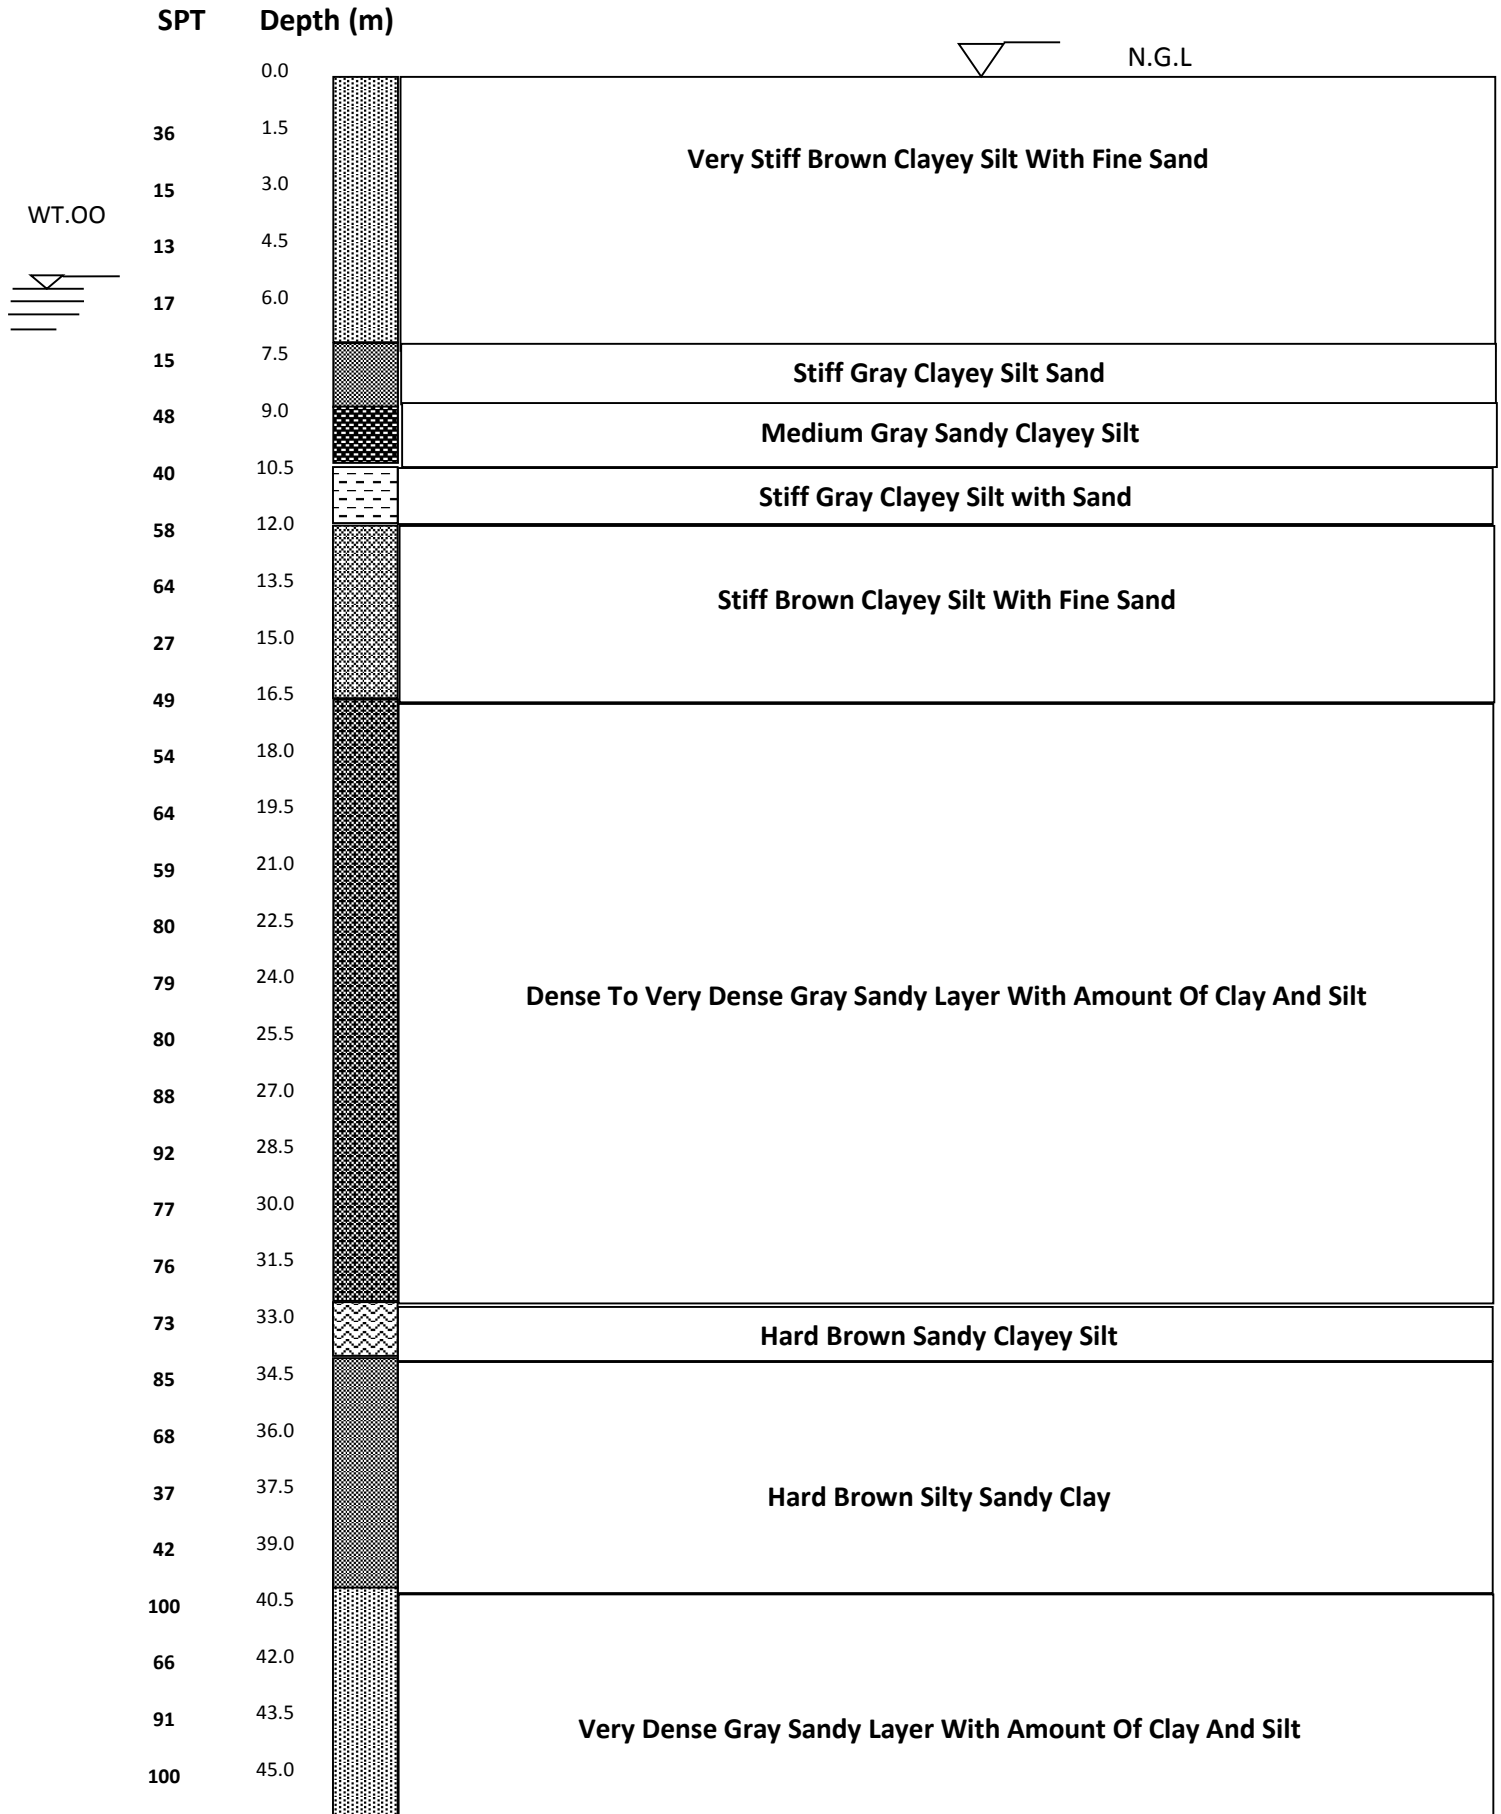 SPT Depth (m)
N.G.L
0.0
36 1.5
Very Stiff Brown Clayey Silt With Fine Sand
15 3.0
WT.OO
13 4.5
17 6.0
15 7.5
Stiff Gray Clayey Silt Sand
48 9.0
Medium Gray Sandy Clayey Silt
40 10.5
Stiff Gray Clayey Silt with Sand
58 12.0
64 13.5
Stiff Brown Clayey Silt With Fine Sand
27 15.0
49 16.5
54 18.0
64 19.5
59 21.0
80 22.5
79 24.0
Dense To Very Dense Gray Sandy Layer With Amount Of Clay And Silt
80 25.5
88 27.0
92 28.5
77 30.0
76 31.5
73 33.0
Hard Brown Sandy Clayey Silt
85 34.5
68 36.0
37 37.5
Hard Brown Silty Sandy Clay
42 39.0
100 40.5
66 42.0
91 43.5
Very Dense Gray Sandy Layer With Amount Of Clay And Silt
100 45.0